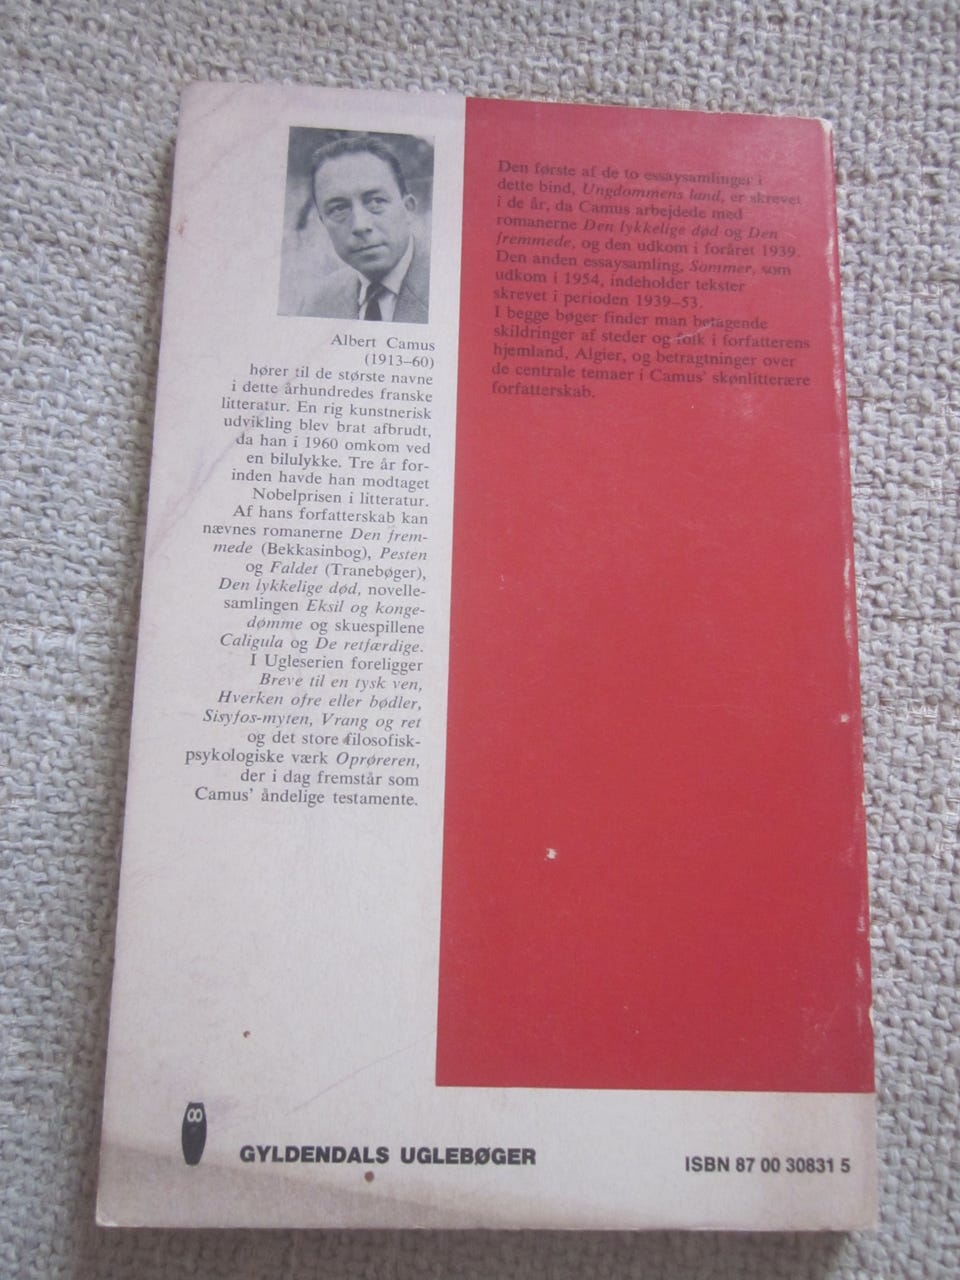 Albert Camus
(1913–60)
hører til de største navne
i dette århundredes franske
litteratur. En rig kunstnerisk
udvikling blev brat afbrudt,
da han i 1960 omkom ved
en bilulykke. Tre år for-
inden havde han modtaget
Nobelprisen i litteratur.
Af hans forfatterskab kan
nævnes romanerne Den frem-
mede (Bekkasinbog), Pesten
og Faldet (Tranebøger),
Den lykkelige død, novelle-
samlingen Eksil og konge-
dømme og skuespillene
Caligula og De retfærdige.
I Ugleserien foreligger
Breve til en tysk ven,
Hverken ofre eller bødler,
Sisyfos-myten, Vrang og ret
og det store filosofisk-
psykologiske værk Oprøreren,
der i dag fremstår som
Camus' åndelige testamente.
Den første af de to essaysamlinger i
dette bind, Ungdommens land, er skrevet
i de år, da Camus arbejdede med
romanerne Den lykkelige død og Den
fremmede, og den udkom i foråret 1939.
Den anden essaysamling, Sommer, som
udkom i 1954, indeholder tekster
skrevet i perioden 1939–53.
I begge bøger finder man betagende
skildringer af steder og folk i forfatterens
hjemland, Algier, og betragtninger over
de centrale temaer i Camus' skønlitterære
forfatterskab.
GYLDENDALS UGLEBØGER
ISBN 87 00 30831 5